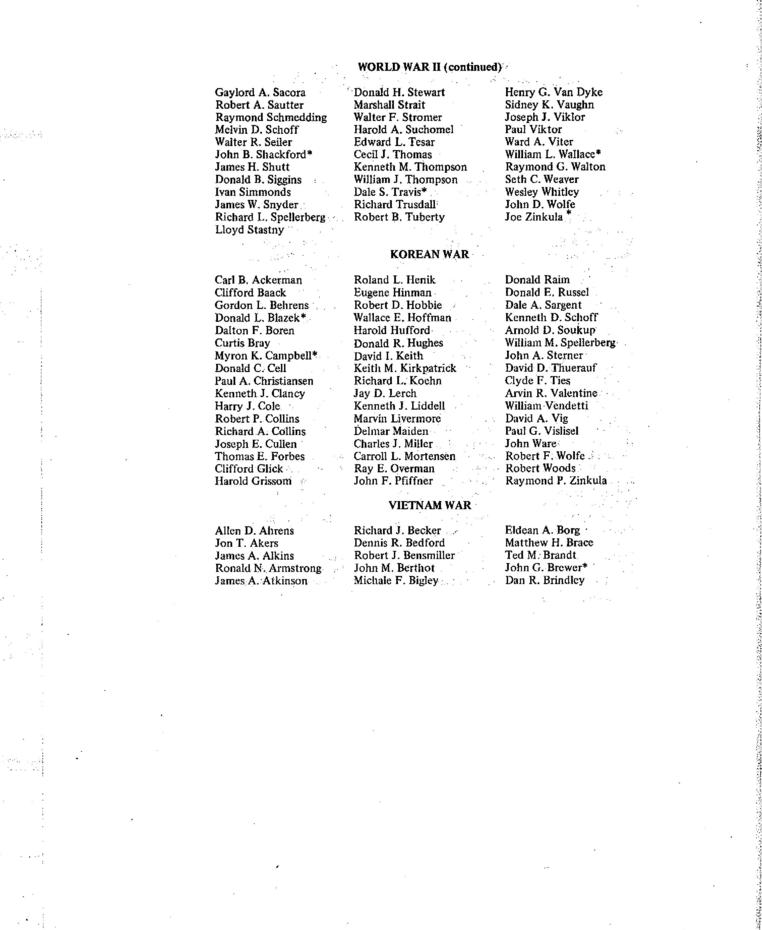 WORLD WAR II (continued)
Gaylord A. Sacora
Robert A. Sautter
Raymond Schmedding
Melvin D. Schoff
Walter R. Seiler
John B. Shackford*
James H. Shutt
Donald B. Siggins
Ivan Simmonds
James W. Snyder
Richard L. Spellerberg
Lloyd Stastny
Donald H. Stewart
Marshall Strait
Walter F. Stromer
Harold A. Suchomel
Edward L. Tesar
Cecil J. Thomas
Kenneth M. Thompson
William J. Thompson
Dale S. Travis*
Richard Trusdall
Robert B. Tuberty
Henry G. Van Dyke
Sidney K. Vaughn
Joseph J. Viklor
Paul Viktor
Ward A. Viter
William L. Wallace*
Raymond G. Walton
Seth C. Weaver
Wesley Whitley
John D. Wolfe
Joe Zinkula *
KOREAN WAR
Carl B. Ackerman
Clifford Baack
Gordon L. Behrens
Donald L. Blazek*
Dalton F. Boren
Curtis Bray
Myron K. Campbell*
Donald C. Cell
Paul A. Christiansen
Kenneth J. Clancy
Harry J. Cole
Robert P. Collins
Richard A. Collins
Joseph E. Cullen
Thomas E. Forbes
Clifford Glick
Harold Grissom
Roland L. Henik
Eugene Hinman
Robert D. Hobbie
Wallace E. Hoffman
Harold Hufford
Donald R. Hughes
David I. Keith
Keith M. Kirkpatrick
Richard L. Koehn
Jay D. Lerch
Kenneth J. Liddell
Marvin Livermore
Delmar Maiden
Charles J. Miller
Carroll L. Mortensen
Ray E. Overman
John F. Pfiffner
Donald Raim
Donald E. Russel
Dale A. Sargent
Kenneth D. Schoff
Arnold D. Soukup
William M. Spellerberg
John A. Sterner
David D. Thuerauf
Clyde F. Ties
Arvin R. Valentine
William Vendetti
David A. Vig
Paul G. Vislisel
John Ware
Robert F. Wolfe
Robert Woods
Raymond P. Zinkula
VIETNAM WAR
Allen D. Ahrens
Jon T. Akers
James A. Alkins
Ronald N. Armstrong
James A. Atkinson
Richard J. Becker
Dennis R. Bedford
Robert J. Bensmiller
John M. Berthot
Michale F. Bigley
Eldean A. Borg
Matthew H. Brace
Ted M. Brandt
John G. Brewer*
Dan R. Brindley